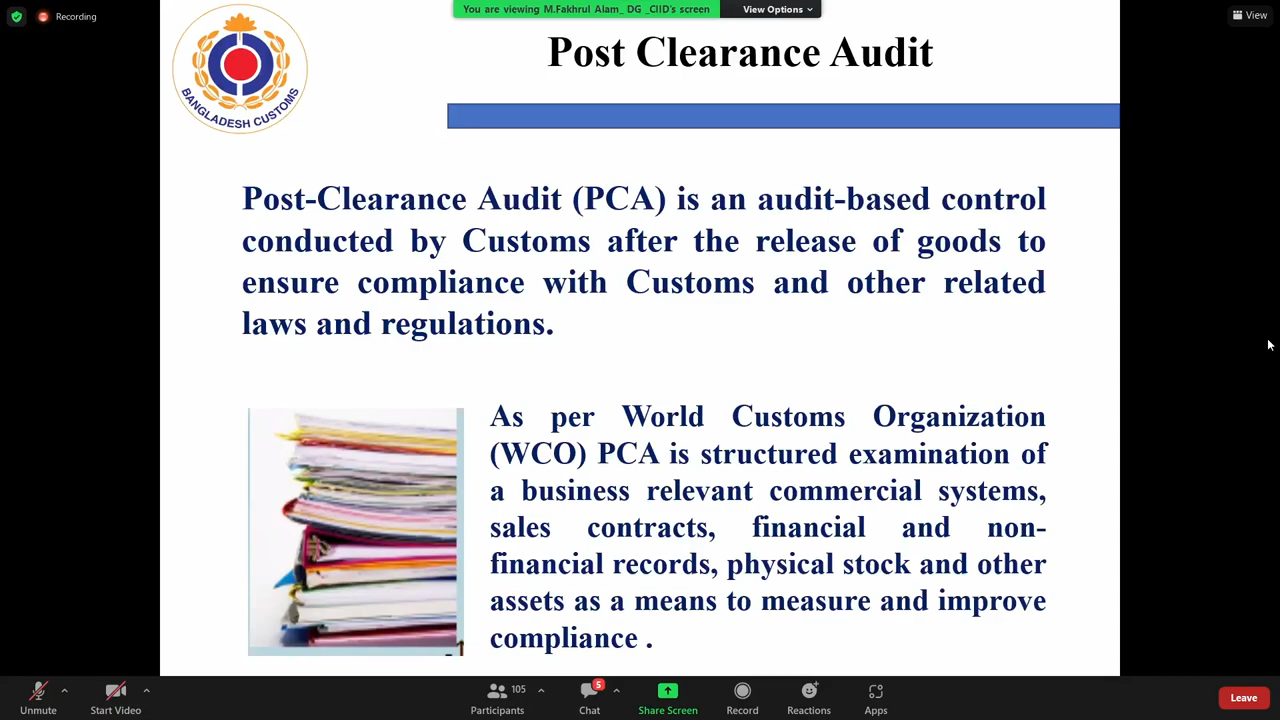 Recording
You are viewing M.Fakhrul Alam_ DG _CIID's screen
View Options
View
BANGLADESH CUSTOMS
Post Clearance Audit
Post-Clearance Audit (PCA) is an audit-based control
conducted by Customs after the release of goods to
ensure compliance with Customs and other related
laws and regulations.
As per World Customs Organization
(WCO) PCA is structured examination of
a business relevant commercial systems,
sales contracts, financial and non-
financial records, physical stock and other
assets as a means to measure and improve
compliance .
Unmute
Start Video
105
Participants
5
Chat
Share Screen
Record
Reactions
Apps
Leave